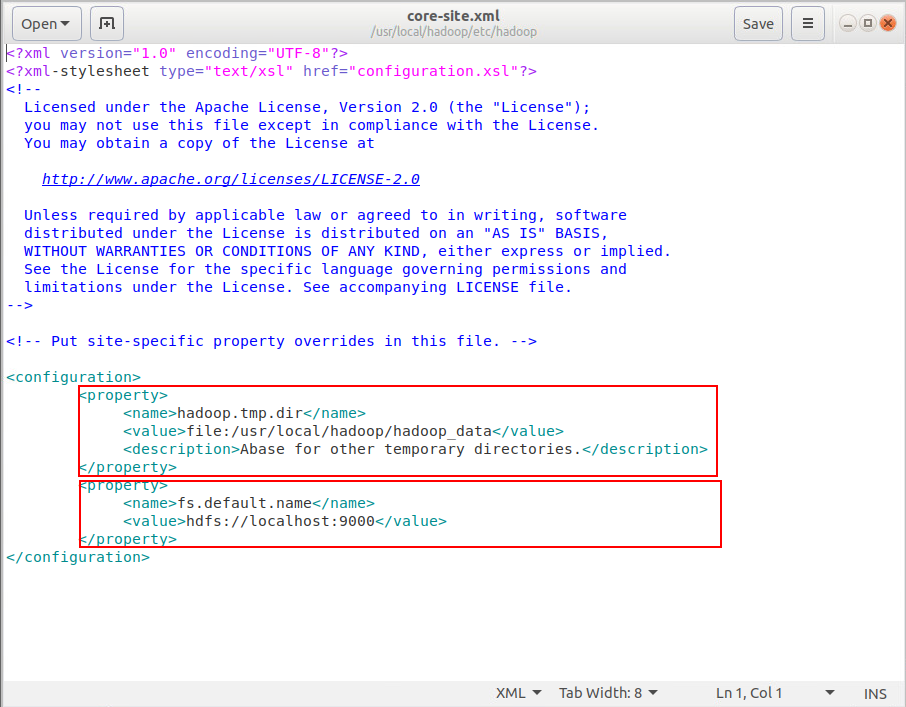 Open
core-site.xml
/usr/local/hadoop/etc/hadoop
Save
<?xml version="1.0" encoding="UTF-8"?>
<?xml-stylesheet type="text/xsl" href="configuration.xsl"?>
<!--
  Licensed under the Apache License, Version 2.0 (the "License");
  you may not use this file except in compliance with the License.
  You may obtain a copy of the License at
    http://www.apache.org/licenses/LICENSE-2.0
  Unless required by applicable law or agreed to in writing, software
  distributed under the License is distributed on an "AS IS" BASIS,
  WITHOUT WARRANTIES OR CONDITIONS OF ANY KIND, either express or implied.
  See the License for the specific language governing permissions and
  limitations under the License. See accompanying LICENSE file.
-->
<!-- Put site-specific property overrides in this file. -->
<configuration>
        <property>
             <name>hadoop.tmp.dir</name>
             <value>file:/usr/local/hadoop/hadoop_data</value>
             <description>Abase for other temporary directories.</description>
        </property>
        <property>
             <name>fs.default.name</name>
             <value>hdfs://localhost:9000</value>
        </property>
</configuration>
XML Tab Width: 8 Ln 1, Col 1 INS